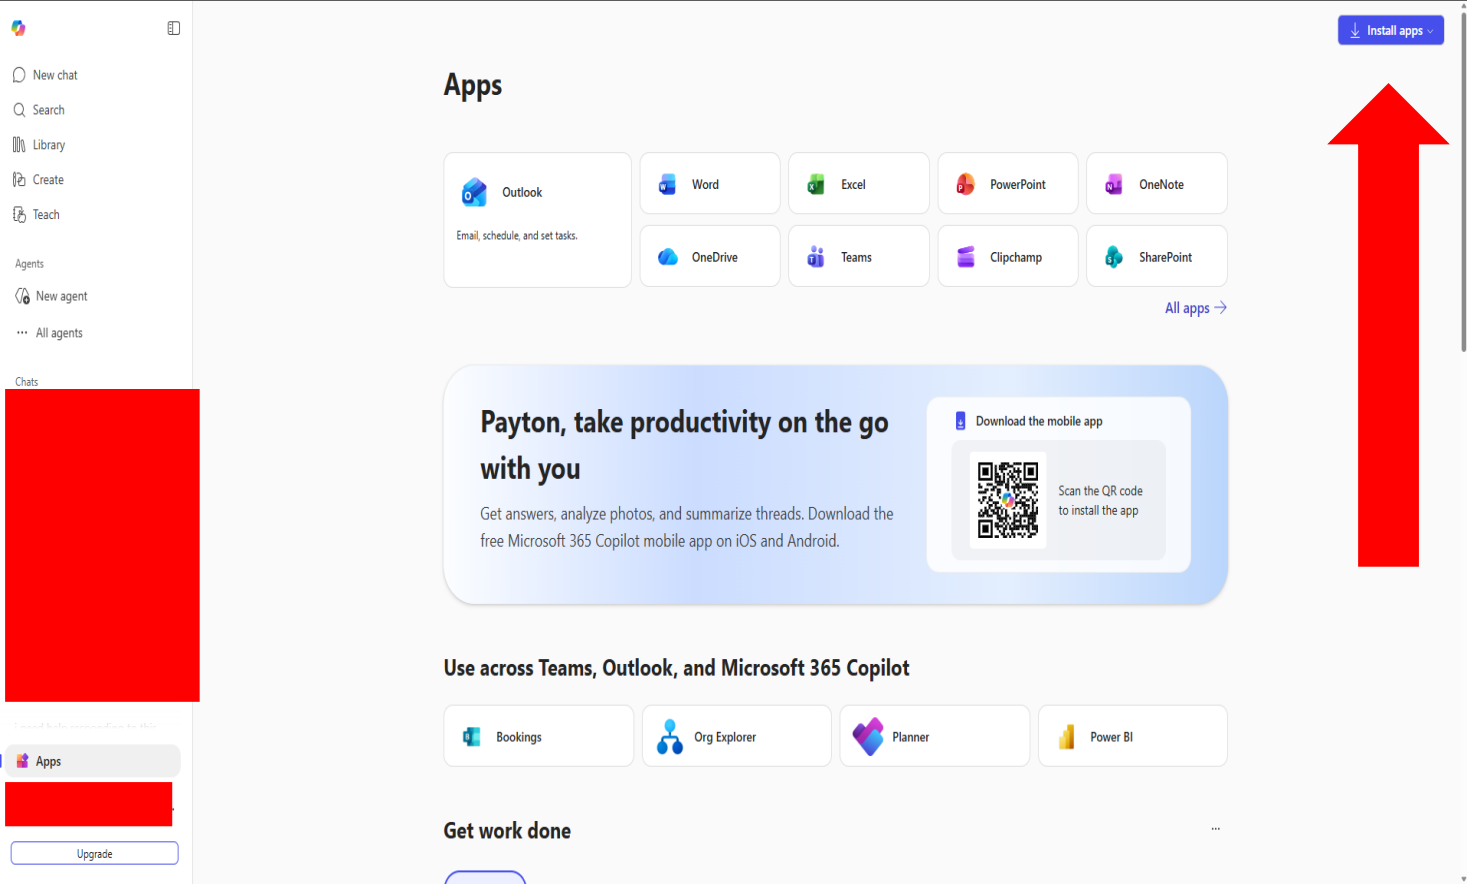 Install apps
New chat
Search
Library
Create
Teach
Agents
New agent
All agents
Chats
Apps
Upgrade
Apps
Outlook
Email, schedule, and set tasks.
Word
Excel
PowerPoint
OneNote
OneDrive
Teams
Clipchamp
SharePoint
All apps
Payton, take productivity on the go
with you
Get answers, analyze photos, and summarize threads. Download the
free Microsoft 365 Copilot mobile app on iOS and Android.
Download the mobile app
Scan the QR code
to install the app
Use across Teams, Outlook, and Microsoft 365 Copilot
Bookings
Org Explorer
Planner
Power BI
Get work done